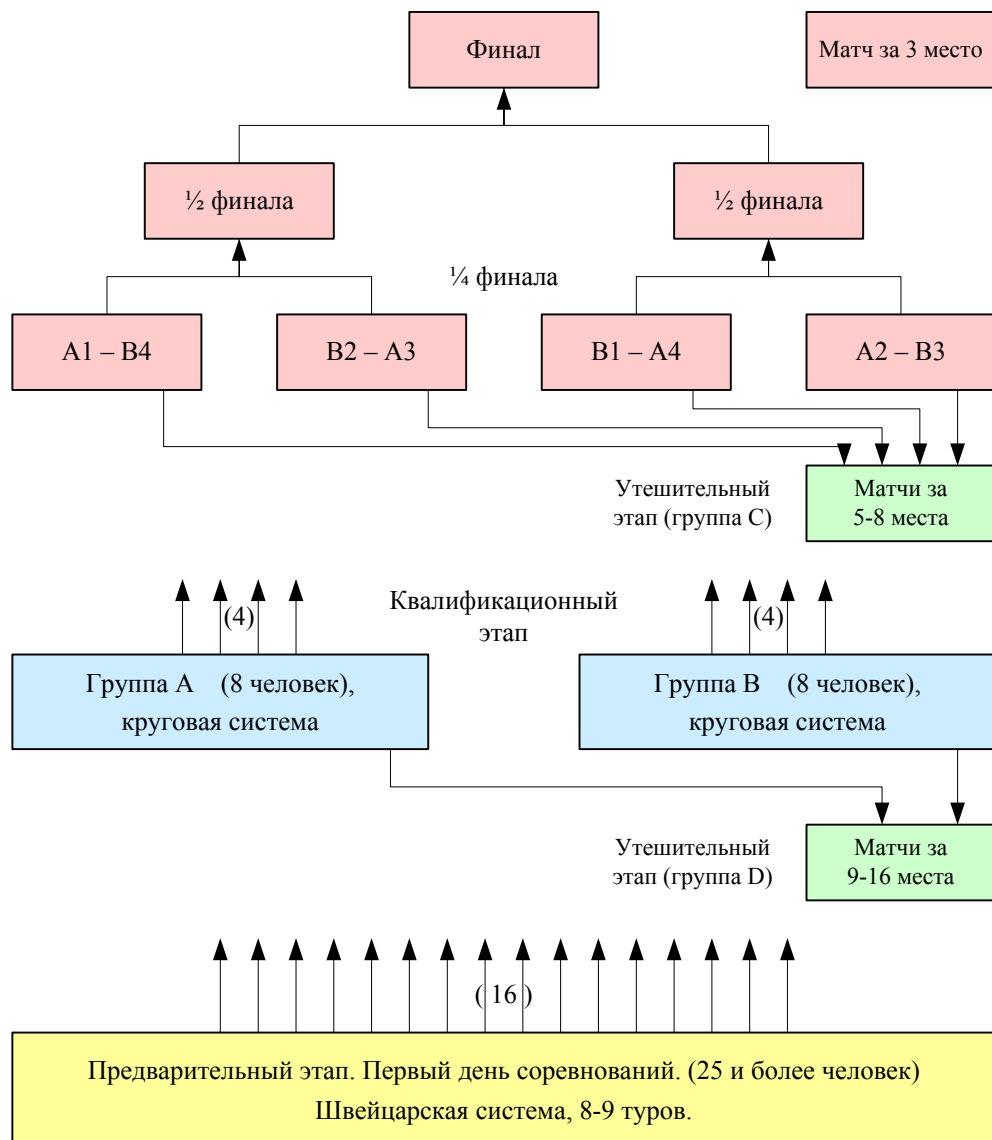 Финал
Матч за 3 место
½ финала
½ финала
¼ финала
A1 – B4
B2 – A3
B1 – A4
A2 – B3
Утешительный
этап (группа C)
Матчи за
5-8 места
(4)
Квалификационный
этап
(4)
Группа A (8 человек),
круговая система
Группа B (8 человек),
круговая система
Утешительный
этап (группа D)
Матчи за
9-16 места
( 16 )
Предварительный этап. Первый день соревнований. (25 и более человек)
Швейцарская система, 8-9 туров.